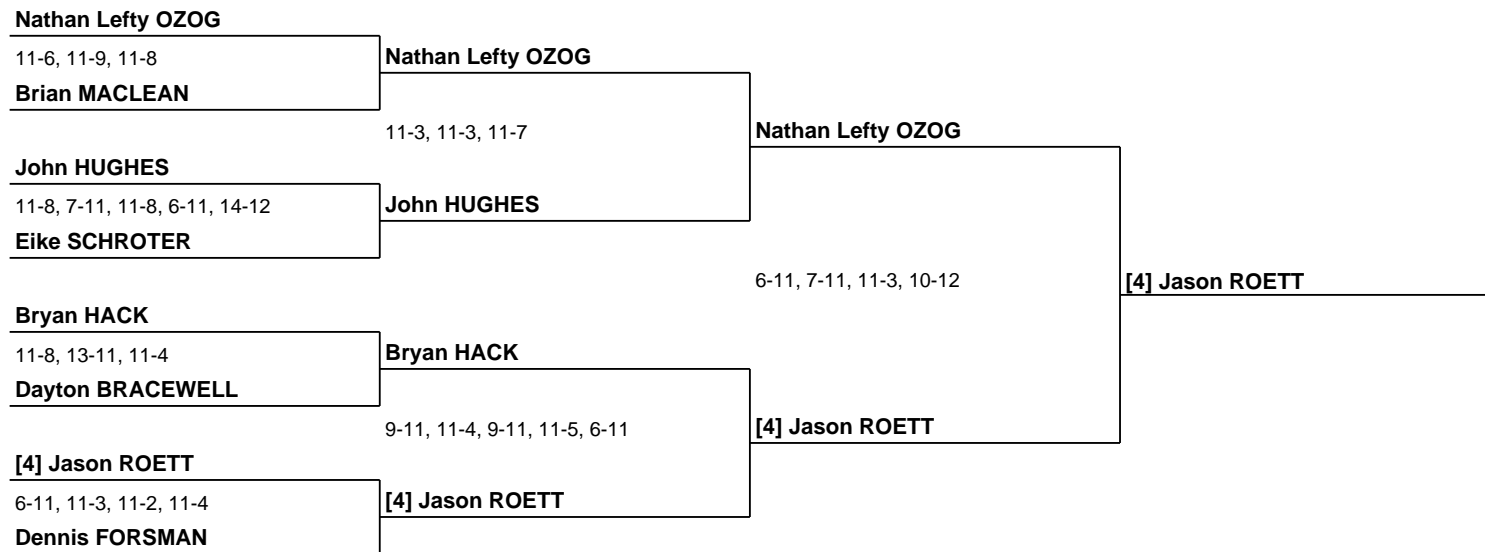 Nathan Lefty OZOG
11-6, 11-9, 11-8
Nathan Lefty OZOG
Brian MACLEAN
11-3, 11-3, 11-7
Nathan Lefty OZOG
John HUGHES
11-8, 7-11, 11-8, 6-11, 14-12
John HUGHES
Eike SCHROTER
6-11, 7-11, 11-3, 10-12
[4] Jason ROETT
Bryan HACK
11-8, 13-11, 11-4
Bryan HACK
Dayton BRACEWELL
9-11, 11-4, 9-11, 11-5, 6-11
[4] Jason ROETT
[4] Jason ROETT
6-11, 11-3, 11-2, 11-4
[4] Jason ROETT
Dennis FORSMAN